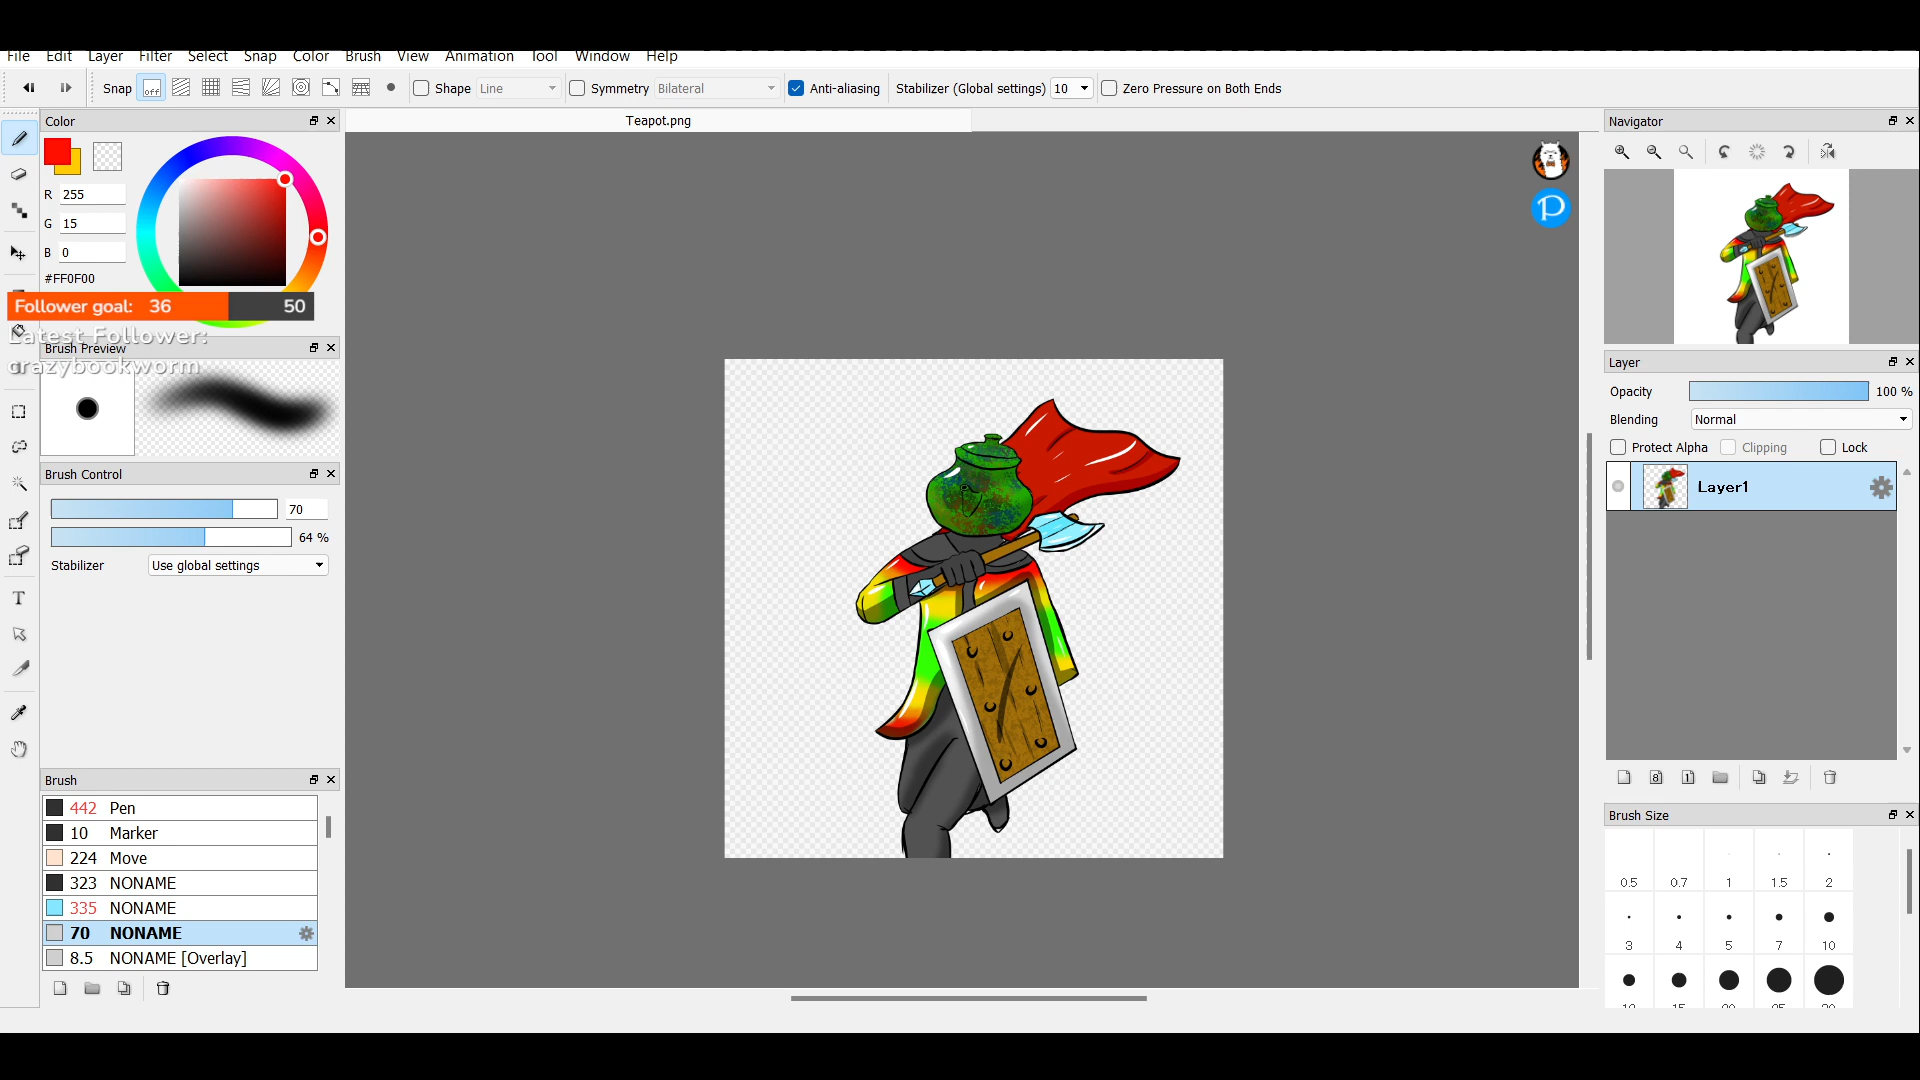 File Edit Layer Filter Select Snap Color Brush View Animation Tool Window Help
Snap off Shape Line Symmetry Bilateral Anti-aliasing Stabilizer (Global settings) 10 Zero Pressure on Both Ends
Color
Teapot.png
Navigator
R 255
G 15
B 0
#FF0F00
Follower goal: 36 50
Latest Follower:
crazybookworm
Brush Preview
Brush Control
70
64 %
Stabilizer Use global settings
Brush
442 Pen
10 Marker
224 Move
323 NONAME
335 NONAME
70 NONAME
8.5 NONAME [Overlay]
Layer
Opacity 100 %
Blending Normal
Protect Alpha Clipping Lock
Layer1
Brush Size
0.5 0.7 1 1.5 2
3 4 5 7 10